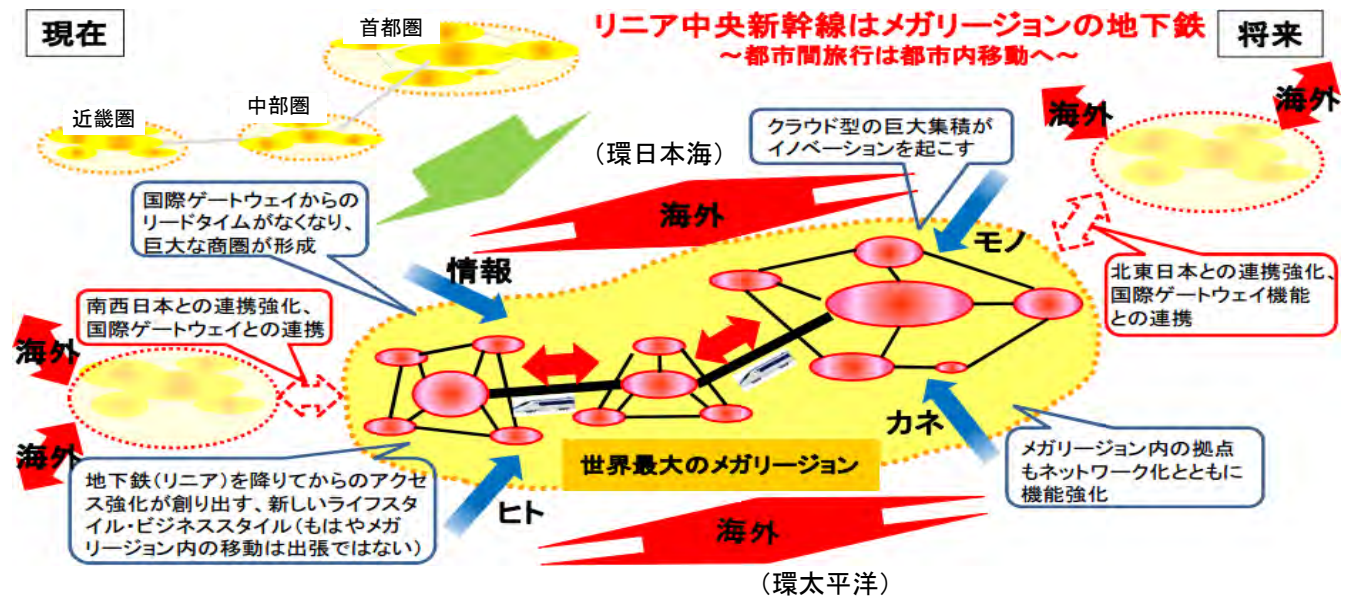 現在
首都圏
中部圏
近畿圏
リニア中央新幹線はメガリージョンの地下鉄
～都市間旅行は都市内移動へ～
将来
海外
海外
クラウド型の巨大集積が
イノベーションを起こす
（環日本海）
海外
国際ゲートウェイからの
リードタイムがなくなり、
巨大な商圏が形成
情報
モノ
北東日本との連携強化、
国際ゲートウェイ機能
との連携
南西日本との連携強化、
国際ゲートウェイとの連携
海外
海外
カネ
メガリージョン内の拠点
もネットワーク化とともに
機能強化
世界最大のメガリージョン
地下鉄（リニア）を降りてからのアクセ
ス強化が創り出す、新しいライフスタ
イル・ビジネススタイル（もはやメガ
リージョン内の移動は出張ではない）
ヒト
海外
（環太平洋）